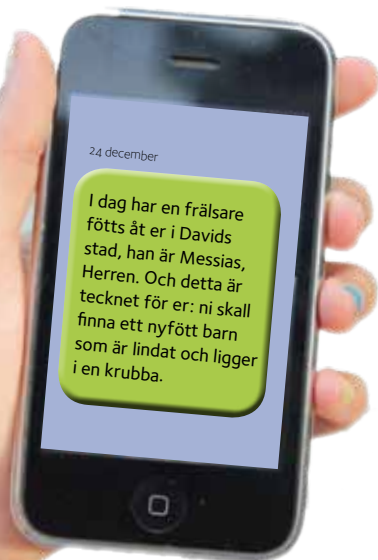 24 december
I dag har en frälsare
fötts åt er i Davids
stad, han är Messias,
Herren. Och detta är
tecknet för er: ni skall
finna ett nyfött barn
som är lindat och ligger
i en krubba.